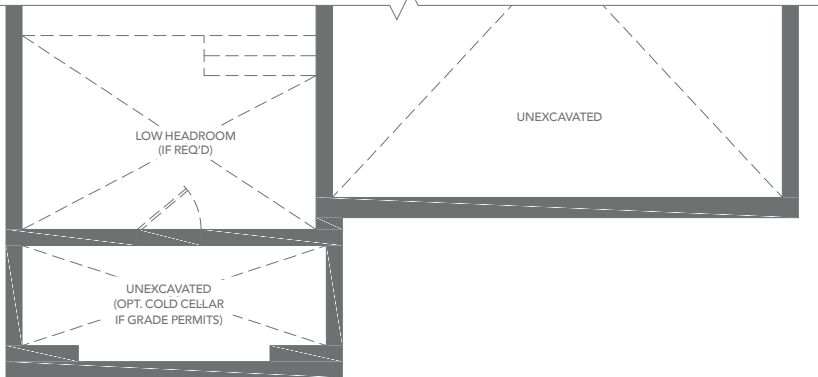 UNEXCAVATED
LOW HEADROOM
(IF REQ'D)
UNEXCAVATED
(OPT. COLD CELLAR
IF GRADE PERMITS)